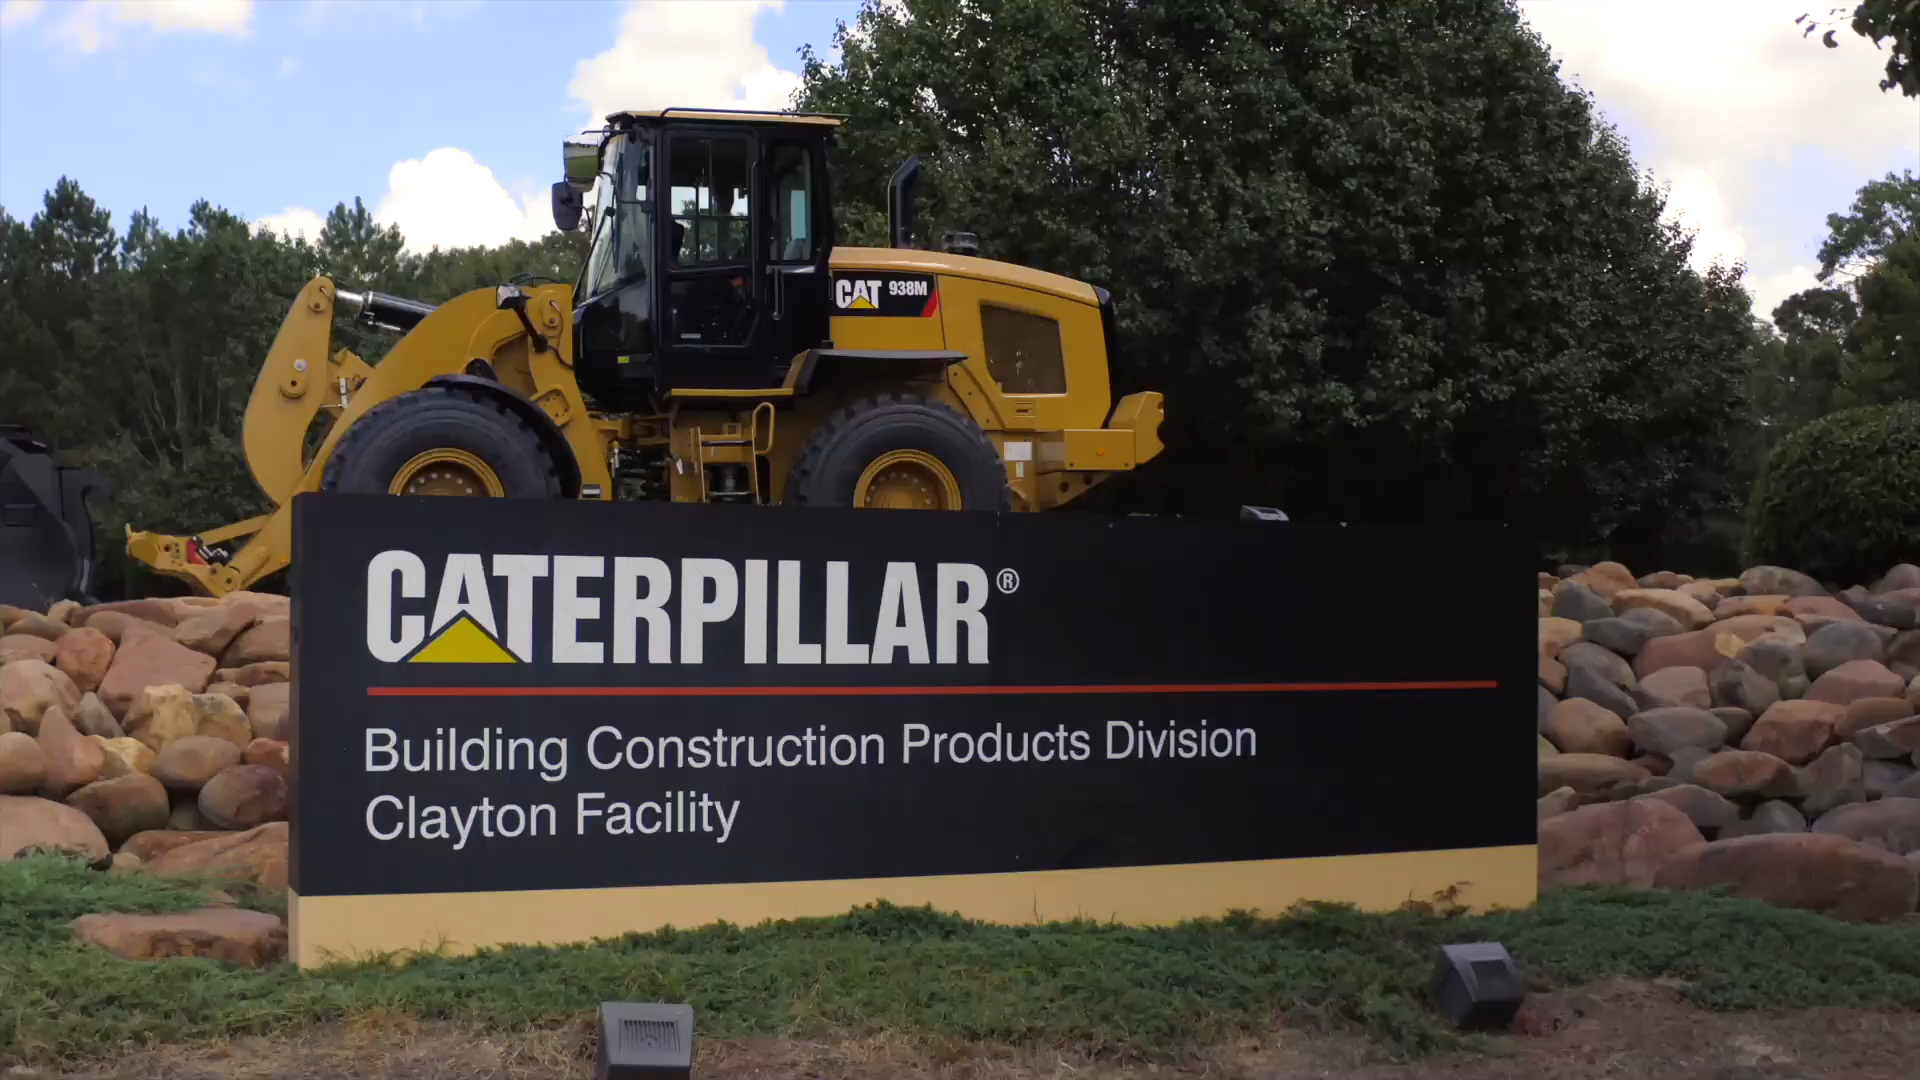 CAT 938M
CATERPILLAR®
Building Construction Products Division
Clayton Facility